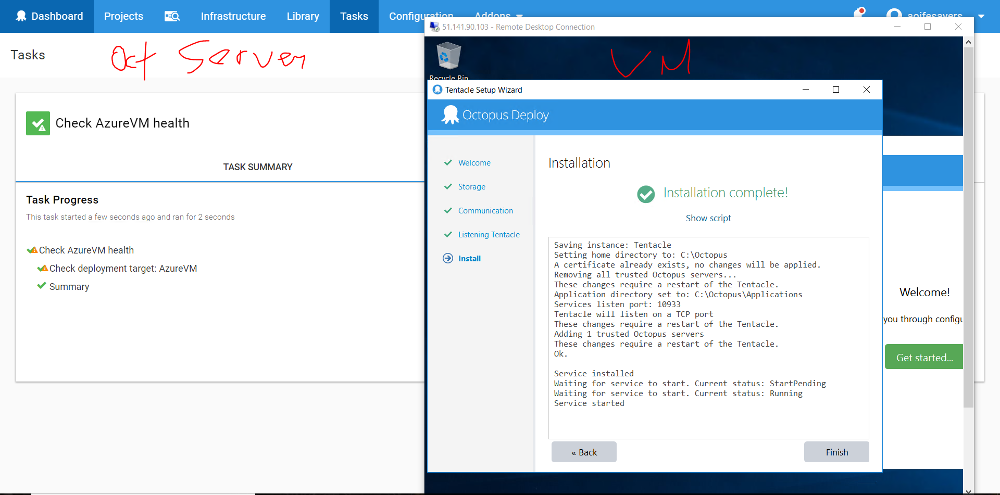 Dashboard Projects Infrastructure Library Tasks Configuration Addons aoifesayers
Tasks
Oct Server
Check AzureVM health
TASK SUMMARY
Task Progress
This task started a few seconds ago and ran for 2 seconds
Check AzureVM health
Check deployment target: AzureVM
Summary
51.141.90.103 - Remote Desktop Connection
VM
Recycle Bin
Tentacle Setup Wizard
Octopus Deploy
Welcome
Storage
Communication
Listening Tentacle
Install
Installation
Installation complete!
Show script
Saving instance: Tentacle
Setting home directory to: C:\Octopus
A certificate already exists, no changes will be applied.
Removing all trusted Octopus servers...
These changes require a restart of the Tentacle.
Application directory set to: C:\Octopus\Applications
Services listen port: 10933
Tentacle will listen on a TCP port
These changes require a restart of the Tentacle.
Adding 1 trusted Octopus servers
These changes require a restart of the Tentacle.
Ok.
Service installed
Waiting for service to start. Current status: StartPending
Waiting for service to start. Current status: Running
Service started
« Back
Finish
Welcome!
you through configu
Get started...